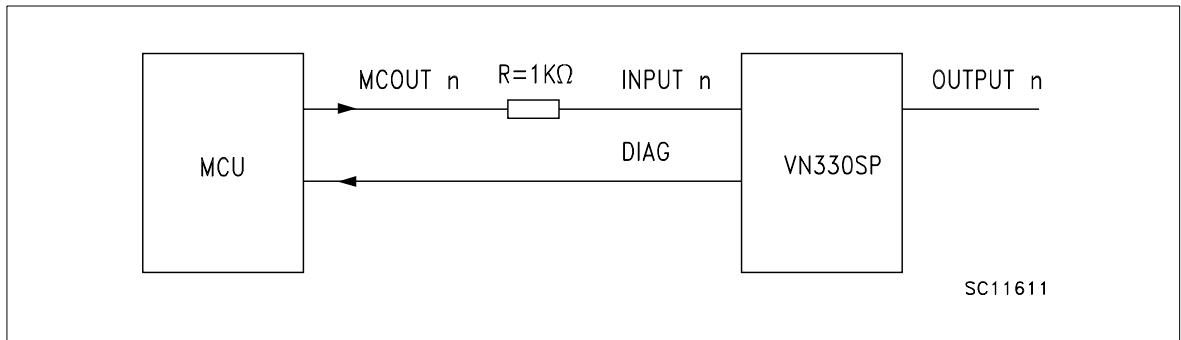 MCOUT n
R=1KΩ
INPUT n
OUTPUT n
DIAG
MCU
VN330SP
SC11611